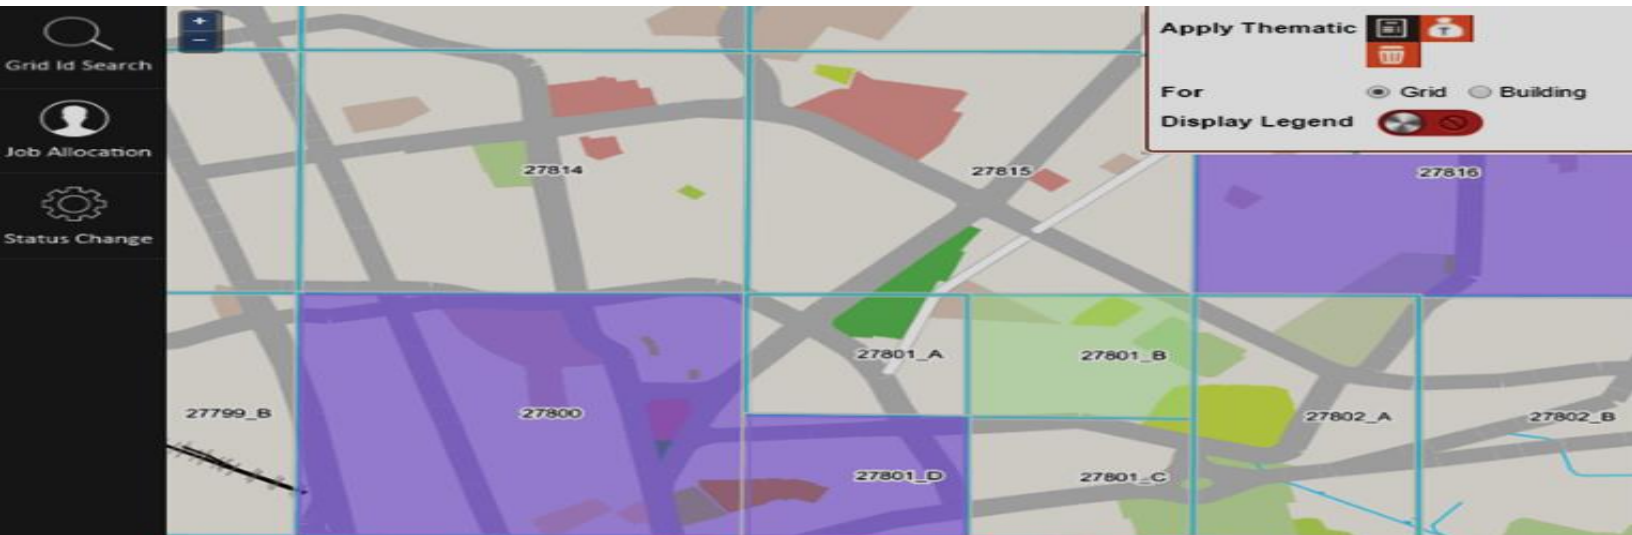 +
−
Grid Id Search
Job Allocation
Status Change
Apply Thematic
T
For Grid Building
Display Legend
27814
27815
27816
27801_A
27801_B
27799_B
27800
27802_A
27802_B
27801_D
27801_C